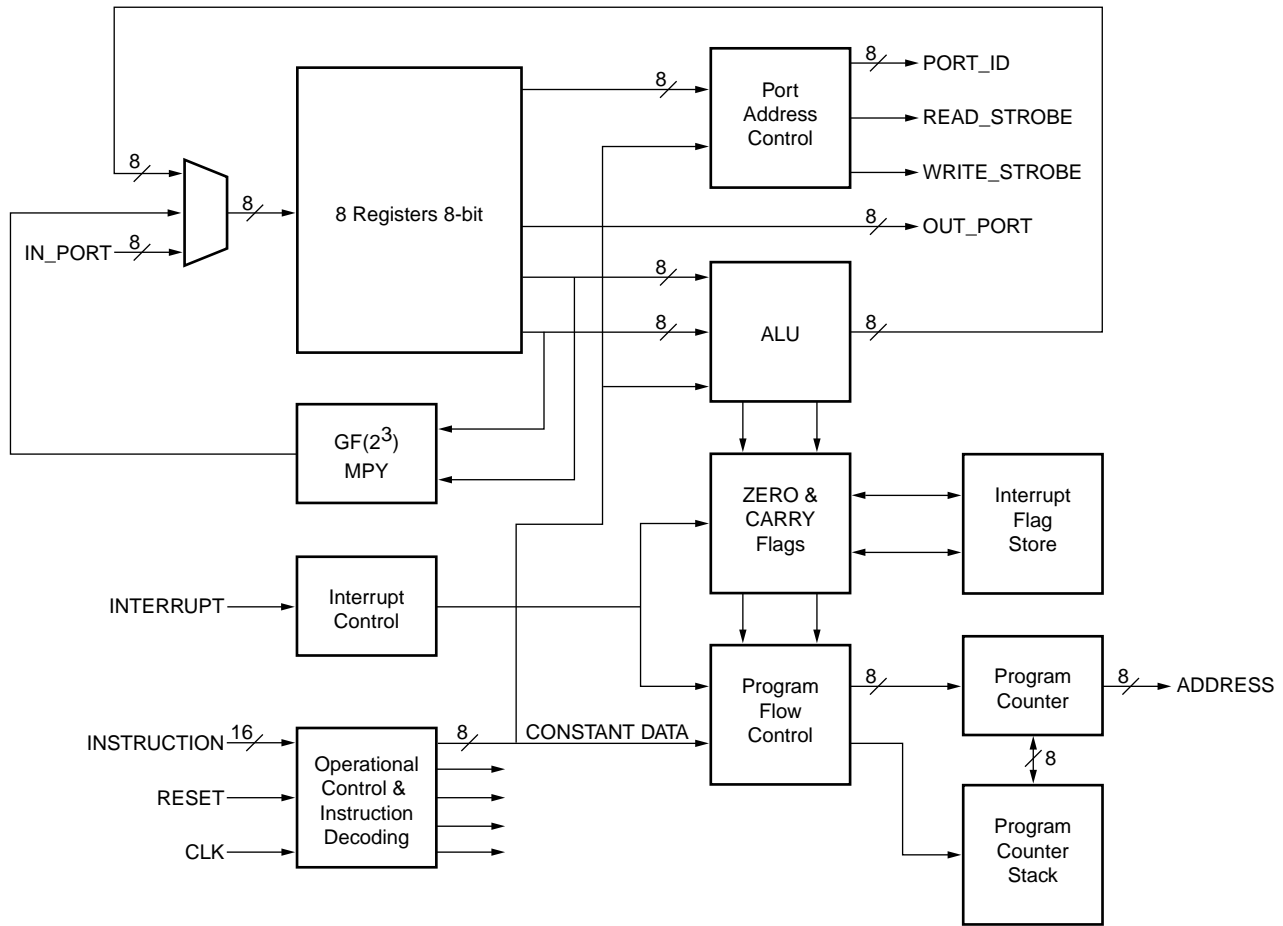 8
8
8
PORT_ID
Port
Address
Control
READ_STROBE
WRITE_STROBE
8
8
IN_PORT
8
8 Registers 8-bit
8
OUT_PORT
8
8
ALU
8
GF(2³)
MPY
ZERO &
CARRY
Flags
Interrupt
Flag
Store
INTERRUPT
Interrupt
Control
Program
Flow
Control
8
Program
Counter
8
ADDRESS
INSTRUCTION
16
RESET
CLK
Operational
Control &
Instruction
Decoding
8
CONSTANT DATA
8
Program
Counter
Stack